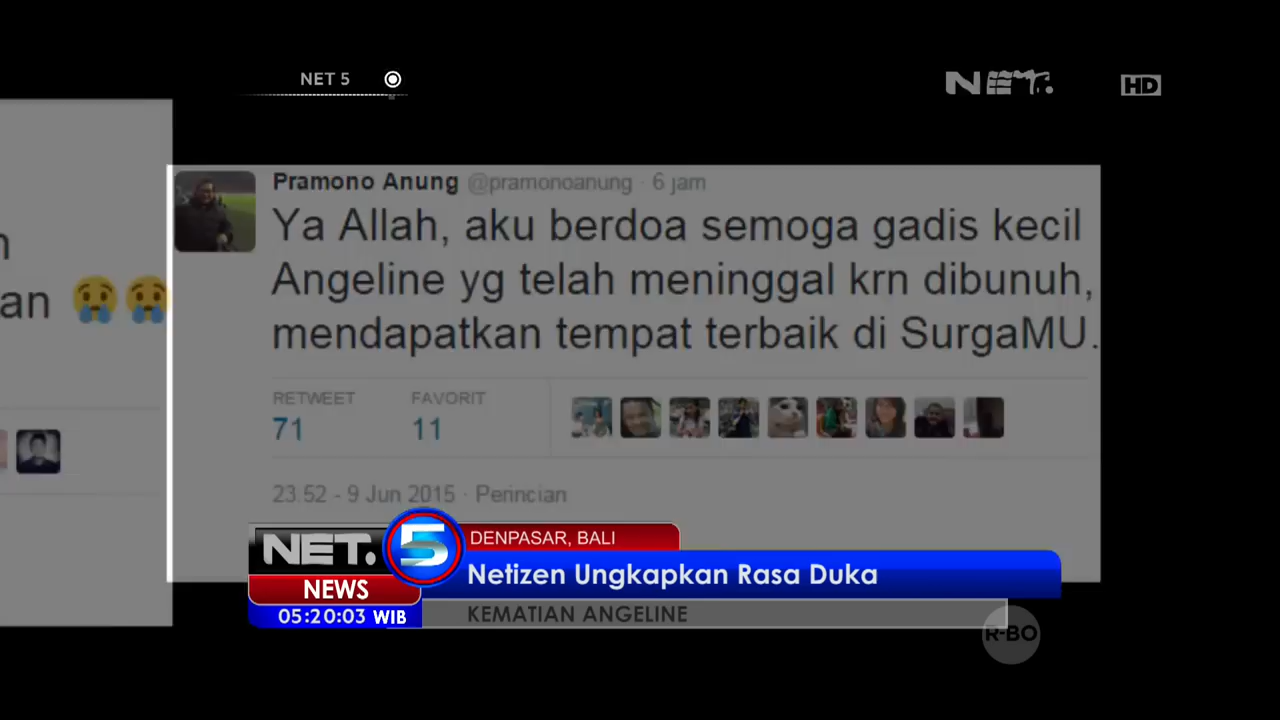 NET 5
NET.
HD
n
an
Pramono Anung @pramonoanung · 6 jam
Ya Allah, aku berdoa semoga gadis kecil
Angeline yg telah meninggal krn dibunuh,
mendapatkan tempat terbaik di SurgaMU.
RETWEET FAVORIT
71 11
23.52 - 9 Jun 2015 · Perincian
NET. 5
NEWS
05:20:03 WIB
DENPASAR, BALI
Netizen Ungkapkan Rasa Duka
KEMATIAN ANGELINE
R-BO